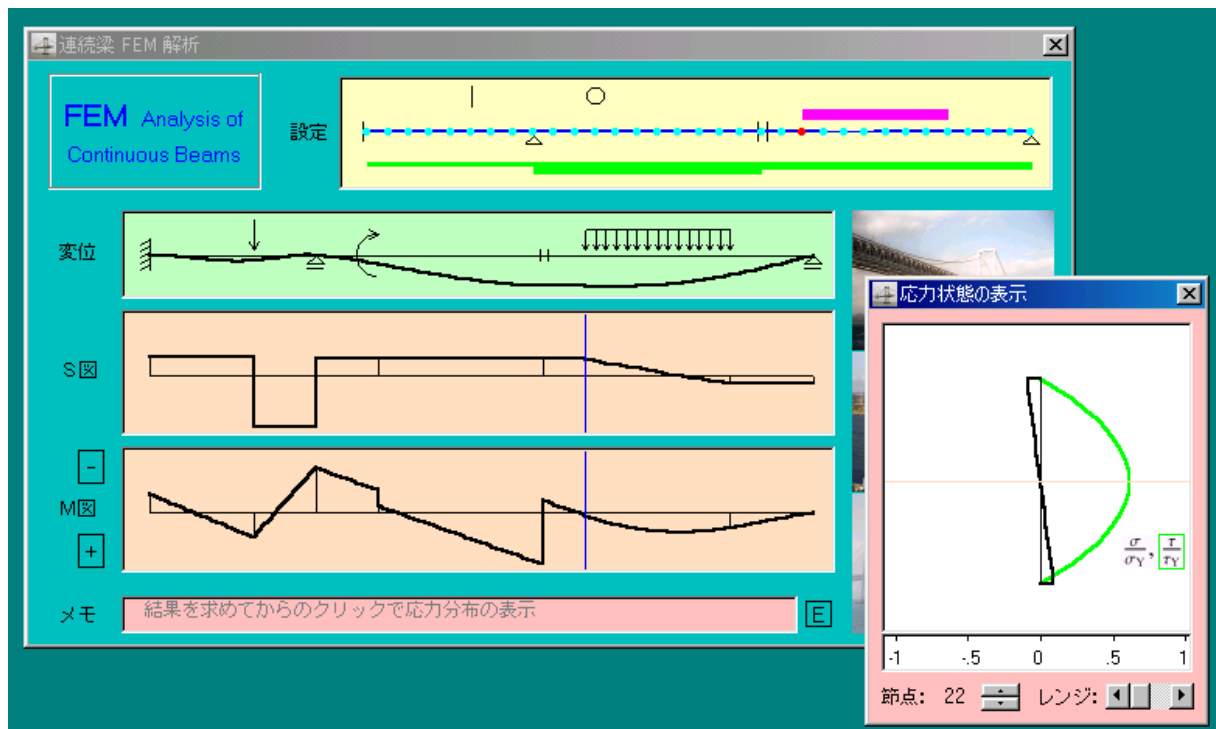 連続梁 FEM 解析
FEM Analysis of
Continuous Beams
設定
変位
S図
-
M図
+
メモ
結果を求めてからのクリックで応力分布の表示
E
応力状態の表示
σ/σY, τ/τY
-1 -.5 0 .5 1
節点: 22 レンジ: